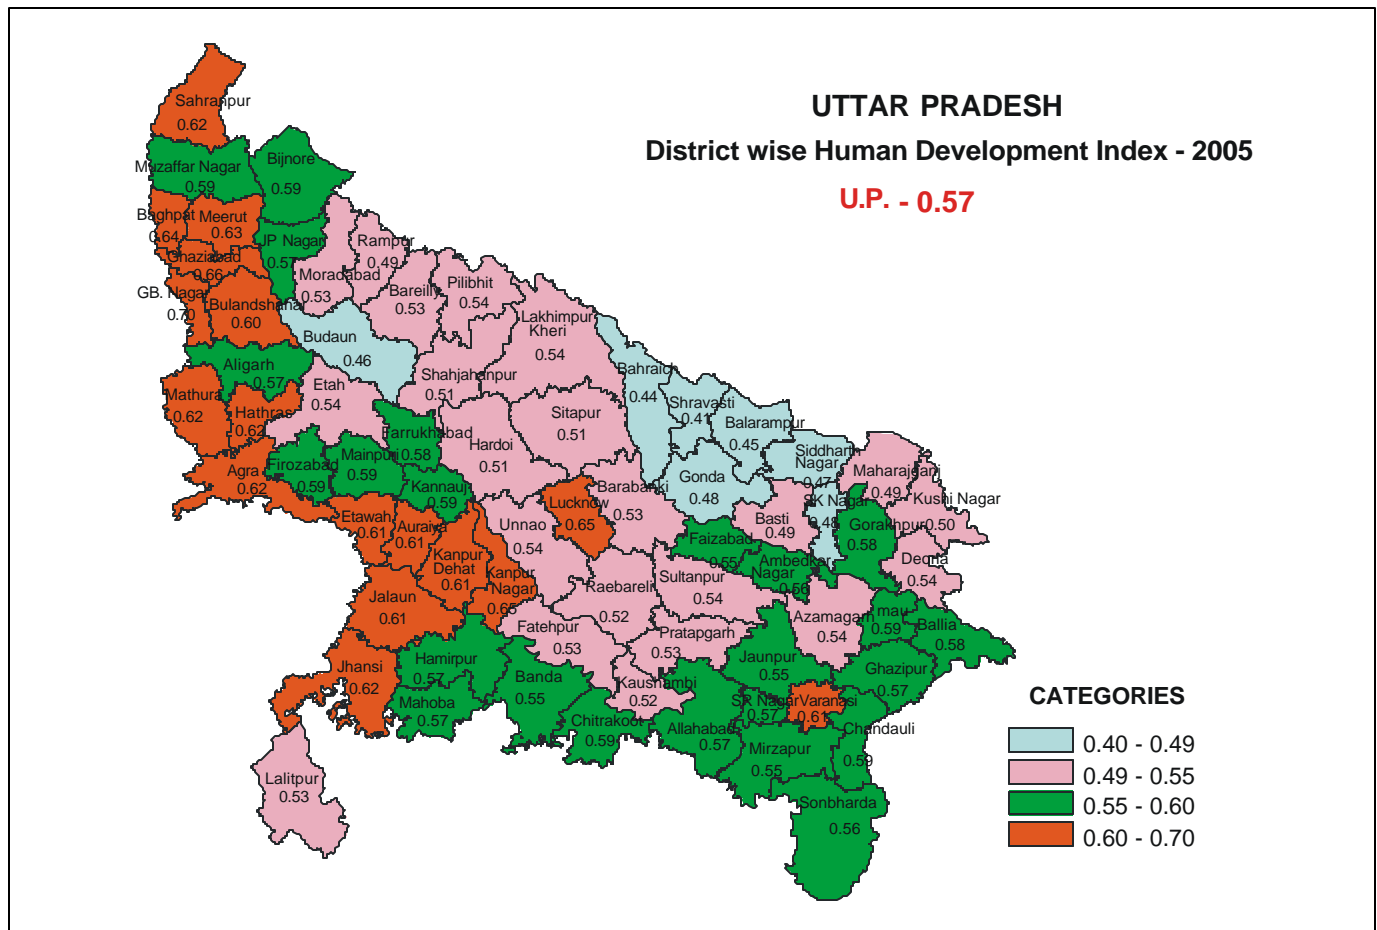 UTTAR PRADESH
District wise Human Development Index - 2005
U.P. - 0.57
Sahranpur
0.62
Muzaffar Nagar
0.59
Bijnore
0.59
Baghpat
0.64
Meerut
0.63
JP Nagar
0.57
Ghaziabad
0.66
Moradabad
0.53
Rampur
0.49
Bareilly
0.53
Pilibhit
0.54
GB. Nagar
0.70
Bulandshahar
0.60
Lakhimpur
Kheri
0.54
Budaun
0.46
Aligarh
0.57
Etah
0.54
Shahjahanpur
0.51
Bahraich
0.44
Shravasti
0.41
Balarampur
0.45
Mathura
0.62
Hathras
0.62
Farrukhabad
0.58
Hardoi
0.51
Sitapur
0.51
Siddharth
Nagar
0.47
Maharajganj
0.49
Kushi Nagar
0.50
Agra
0.62
Firozabad
0.59
Mainpuri
0.59
Kannauj
0.59
Gonda
0.48
Barabanki
0.53
Lucknow
0.65
Basti
0.49
SK Nagar
0.48
Gorakhpur
0.58
Deoria
0.54
Etawah
0.61
Auraiya
0.61
Kanpur
Dehat
0.61
Kanpur
Nagar
0.65
Unnao
0.54
Faizabad
0.55
Ambedkar
Nagar
0.56
Jalaun
0.61
Raebareli
0.52
Sultanpur
0.54
Azamagarh
0.54
mau
0.59
Ballia
0.58
Fatehpur
0.53
Pratapgarh
0.53
Jaunpur
0.55
Ghazipur
0.57
Jhansi
0.62
Hamirpur
0.57
Mahoba
0.57
Banda
0.55
Kaushambi
0.52
Chitrakoot
0.59
Allahabad
0.57
SR Nagar
0.57
Varanasi
0.61
Chandauli
0.59
Mirzapur
0.55
Sonbharda
0.56
Lalitpur
0.53
CATEGORIES
0.40 - 0.49
0.49 - 0.55
0.55 - 0.60
0.60 - 0.70